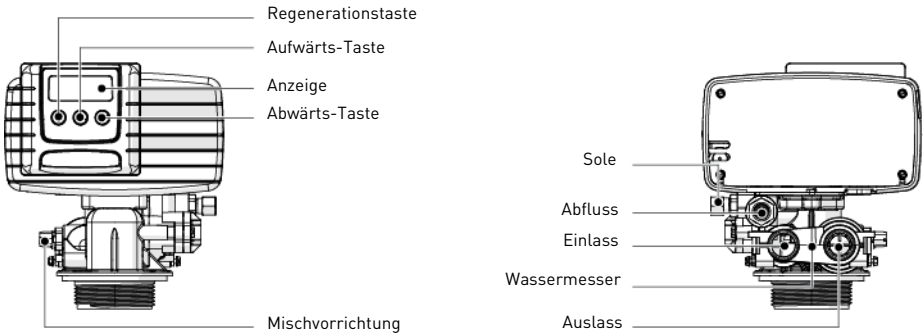 Regenerationstaste
Aufwärts-Taste
Anzeige
Abwärts-Taste
Mischvorrichtung
Sole
Abfluss
Einlass
Wassermesser
Auslass